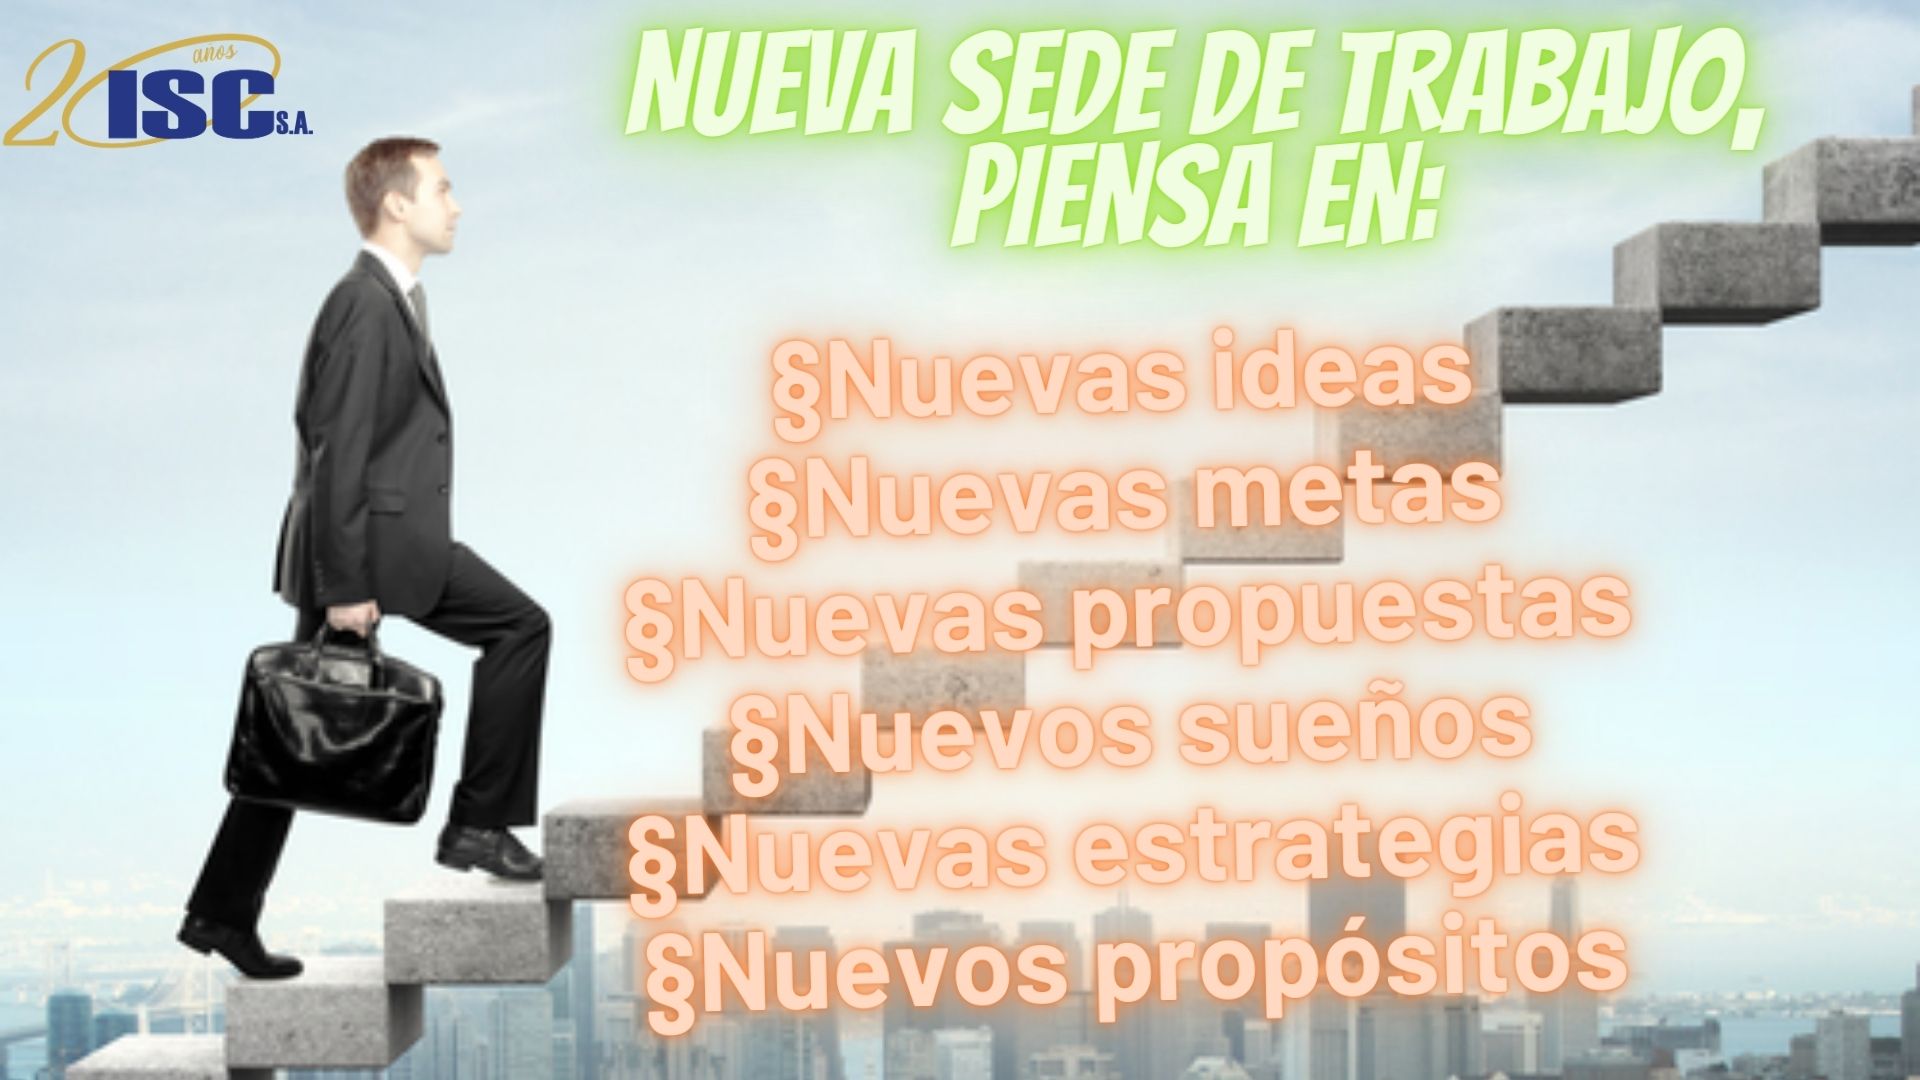 20 años
ISC S.A.
NUEVA SEDE DE TRABAJO,
PIENSA EN:
§Nuevas ideas
§Nuevas metas
§Nuevas propuestas
§Nuevos sueños
§Nuevas estrategias
§Nuevos propósitos